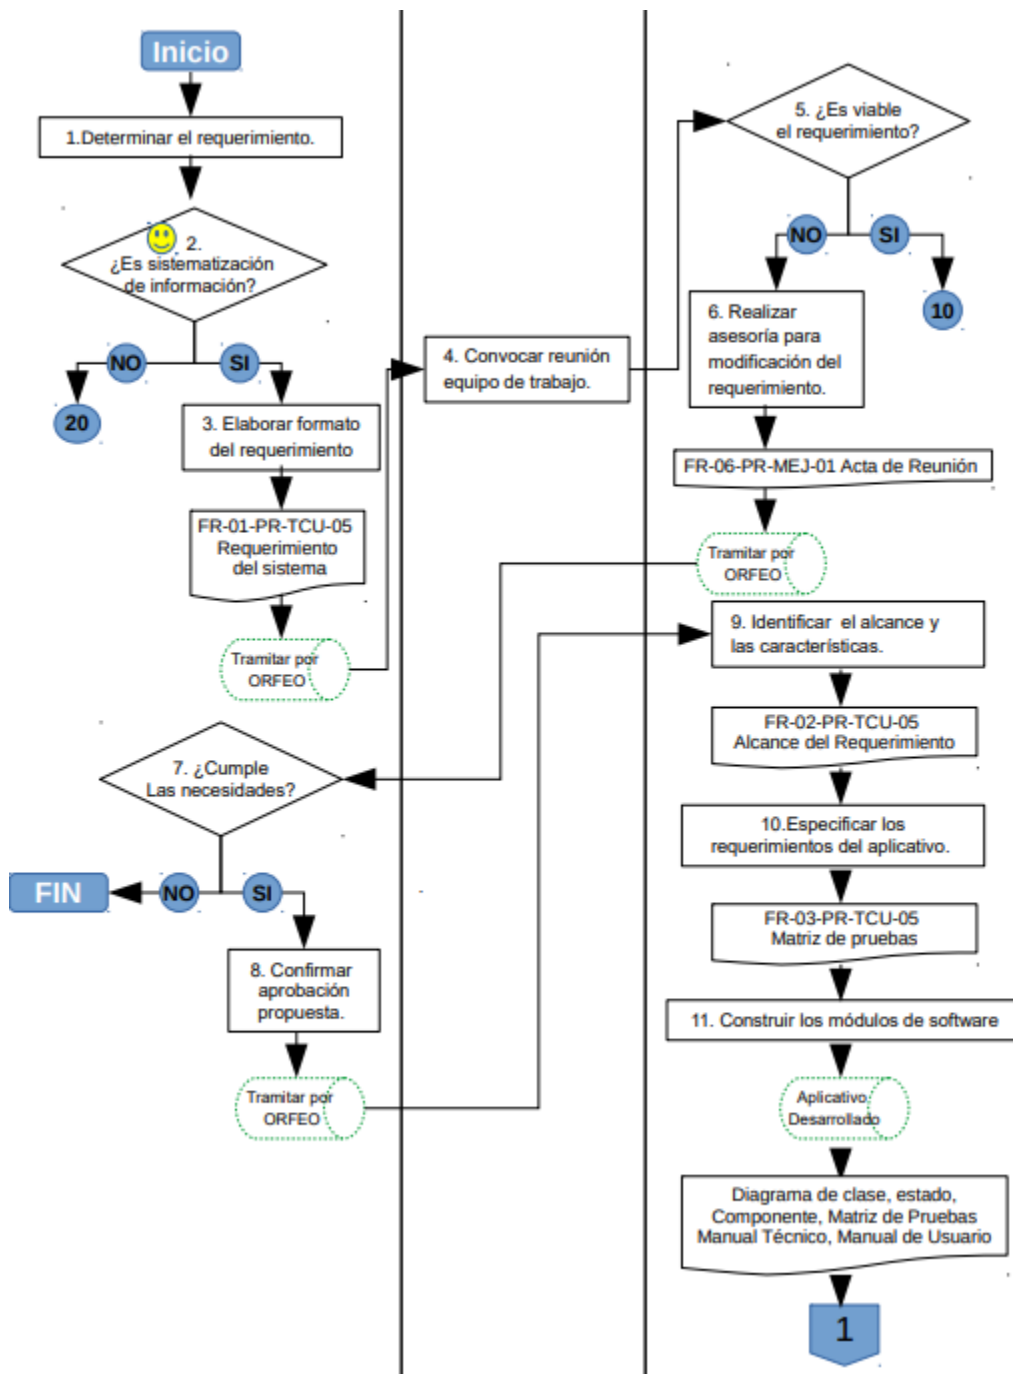 Inicio
1.Determinar el requerimiento.
2.
¿Es sistematización
de información?
NO
SI
20
3. Elaborar formato
del requerimiento
FR-01-PR-TCU-05
Requerimiento
del sistema
Tramitar por
ORFEO
4. Convocar reunión
equipo de trabajo.
5. ¿Es viable
el requerimiento?
NO
SI
10
6. Realizar
asesoría para
modificación del
requerimiento.
FR-06-PR-MEJ-01 Acta de Reunión
Tramitar por
ORFEO
7. ¿Cumple
Las necesidades?
NO
SI
FIN
8. Confirmar
aprobación
propuesta.
Tramitar por
ORFEO
9. Identificar el alcance y
las características.
FR-02-PR-TCU-05
Alcance del Requerimiento
10.Especificar los
requerimientos del aplicativo.
FR-03-PR-TCU-05
Matriz de pruebas
11. Construir los módulos de software
Aplicativo
Desarrollado
Diagrama de clase, estado,
Componente, Matriz de Pruebas
Manual Técnico, Manual de Usuario
1